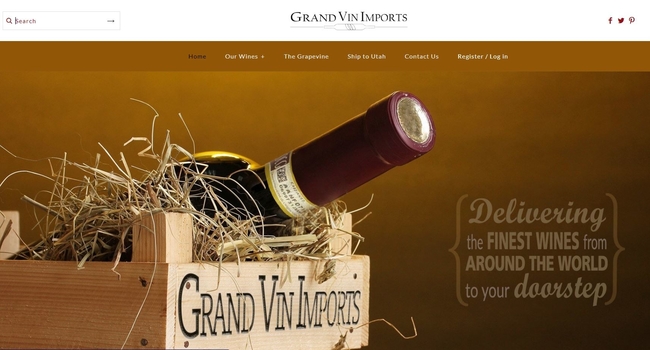 Search
GRAND VIN IMPORTS
Home
Our Wines +
The Grapevine
Ship to Utah
Contact Us
Register / Log in
Delivering
the FINEST WINES from
AROUND THE WORLD
to your doorstep
GRAND VIN IMPORTS